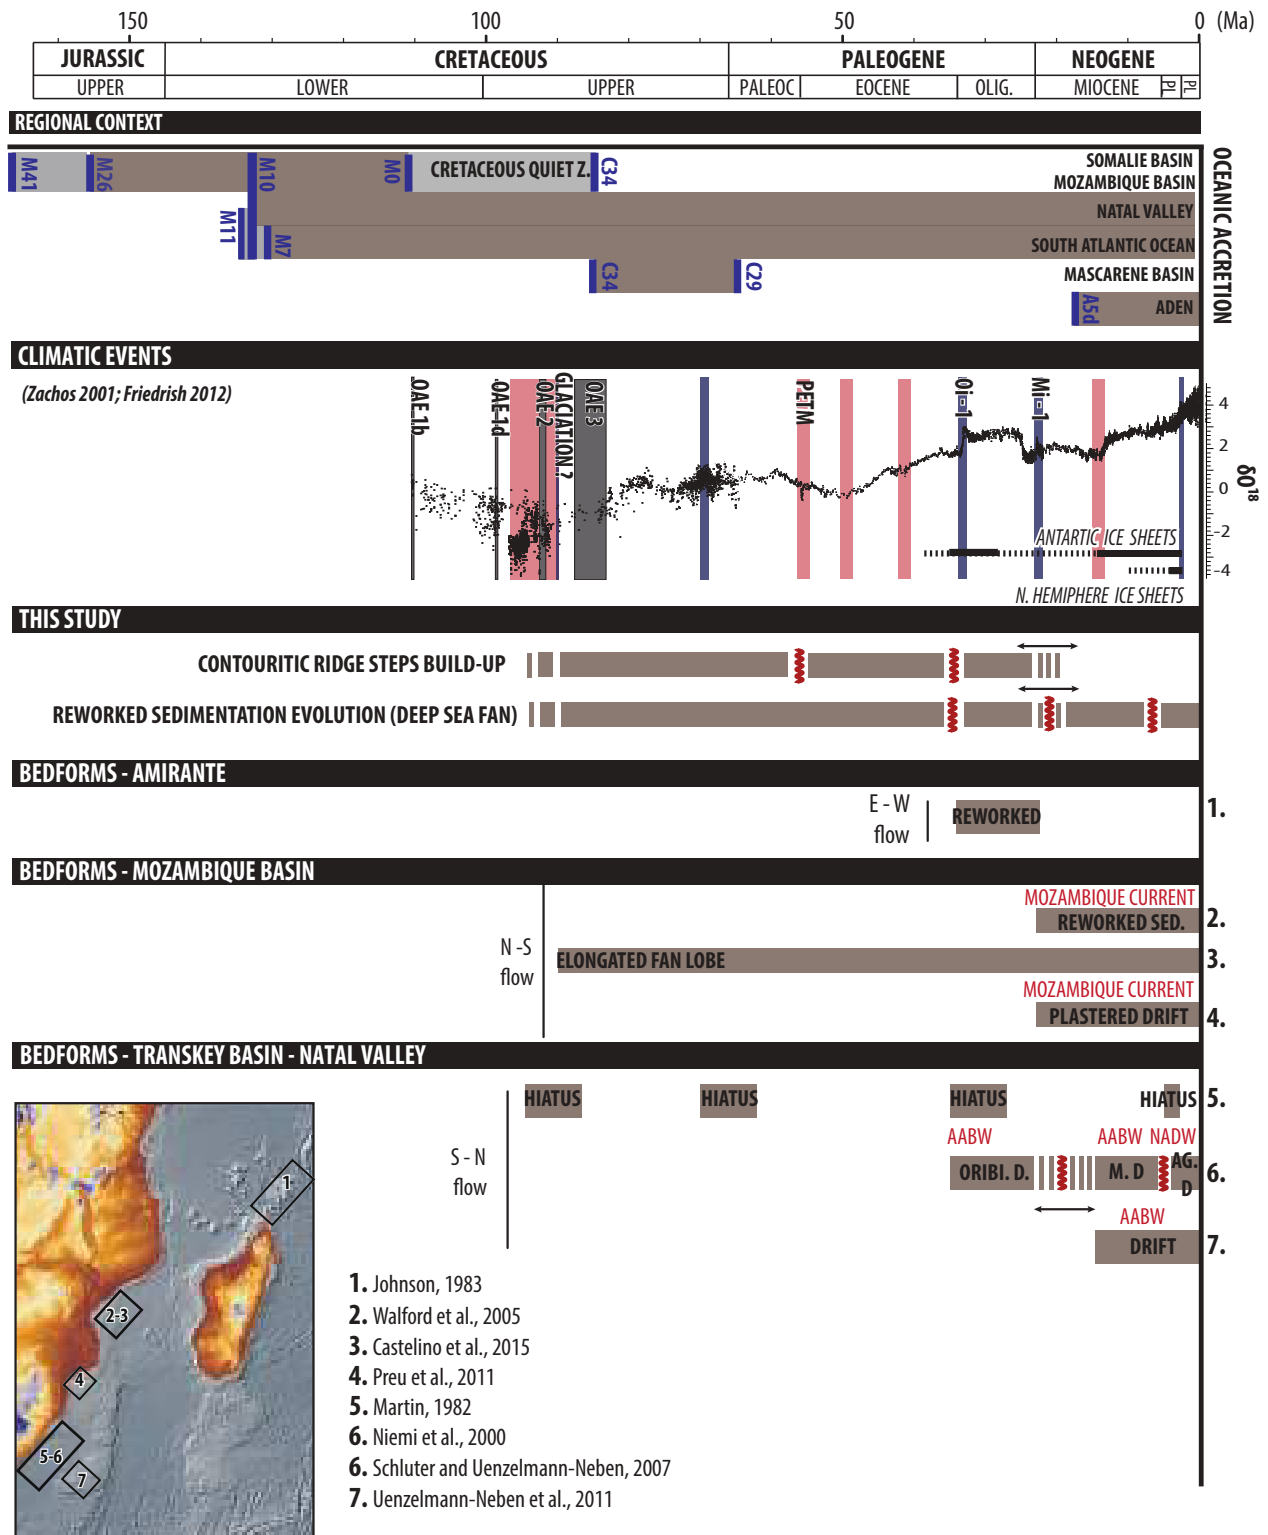 150 100 50 0 (Ma)
JURASSIC CRETACEOUS PALEOGENE NEOGENE
UPPER LOWER UPPER PALEOC EOCENE OLIG. MIOCENE PL PL
REGIONAL CONTEXT
OCEANIC ACCRETION
M41 M26 M10 M0 CRETACEOUS QUIET Z. C34 SOMALIE BASIN
MOZAMBIQUE BASIN
M11 NATAL VALLEY
M7 SOUTH ATLANTIC OCEAN
C34 C29 MASCARENE BASIN
A5d ADEN
CLIMATIC EVENTS
(Zachos 2001; Friedrish 2012)
OAE 1b OAE 1d OAE 2 GLACIATION ? OAE 3 PETM Oi-1 Mi-1
4
2
0
-2
-4
δO18
ANTARTIC ICE SHEETS
N. HEMIPHERE ICE SHEETS
THIS STUDY
CONTOURITIC RIDGE STEPS BUILD-UP
REWORKED SEDIMENTATION EVOLUTION (DEEP SEA FAN)
BEDFORMS - AMIRANTE
E - W
flow
REWORKED 1.
BEDFORMS - MOZAMBIQUE BASIN
N -S
flow
MOZAMBIQUE CURRENT
REWORKED SED. 2.
ELONGATED FAN LOBE 3.
MOZAMBIQUE CURRENT
PLASTERED DRIFT 4.
BEDFORMS - TRANSKEY BASIN - NATAL VALLEY
HIATUS HIATUS HIATUS HIATUS 5.
S - N
flow
AABW AABW NADW
ORIBI. D. M. D AG. D 6.
AABW
DRIFT 7.
1
2-3
4
5-6
7
1. Johnson, 1983
2. Walford et al., 2005
3. Castelino et al., 2015
4. Preu et al., 2011
5. Martin, 1982
6. Niemi et al., 2000
6. Schluter and Uenzelmann-Neben, 2007
7. Uenzelmann-Neben et al., 2011